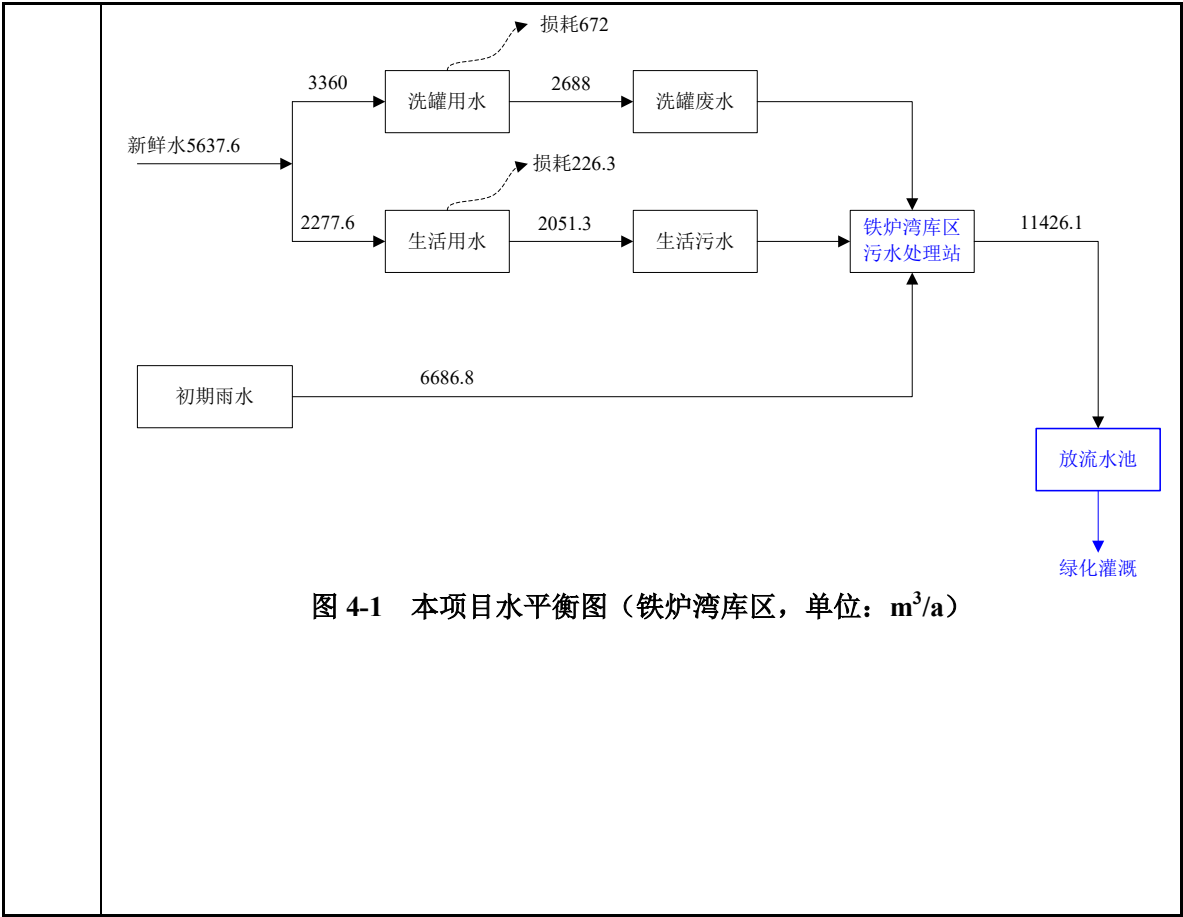 损耗672
3360
洗罐用水
2688
洗罐废水
新鲜水5637.6
损耗226.3
2277.6
生活用水
2051.3
生活污水
铁炉湾库区
污水处理站
11426.1
初期雨水
6686.8
放流水池
绿化灌溉
图 4-1 本项目水平衡图（铁炉湾库区，单位：m³/a）